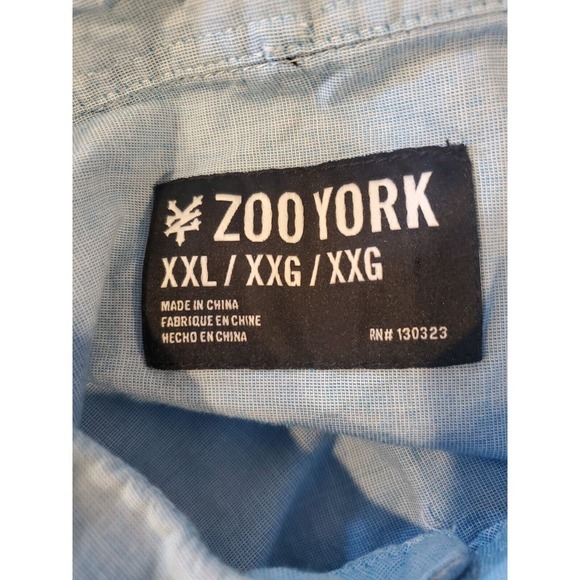 ZOO YORK
XXL / XXG / XXG
MADE IN CHINA
FABRIQUE EN CHINE
HECHO EN CHINA
RN# 130323